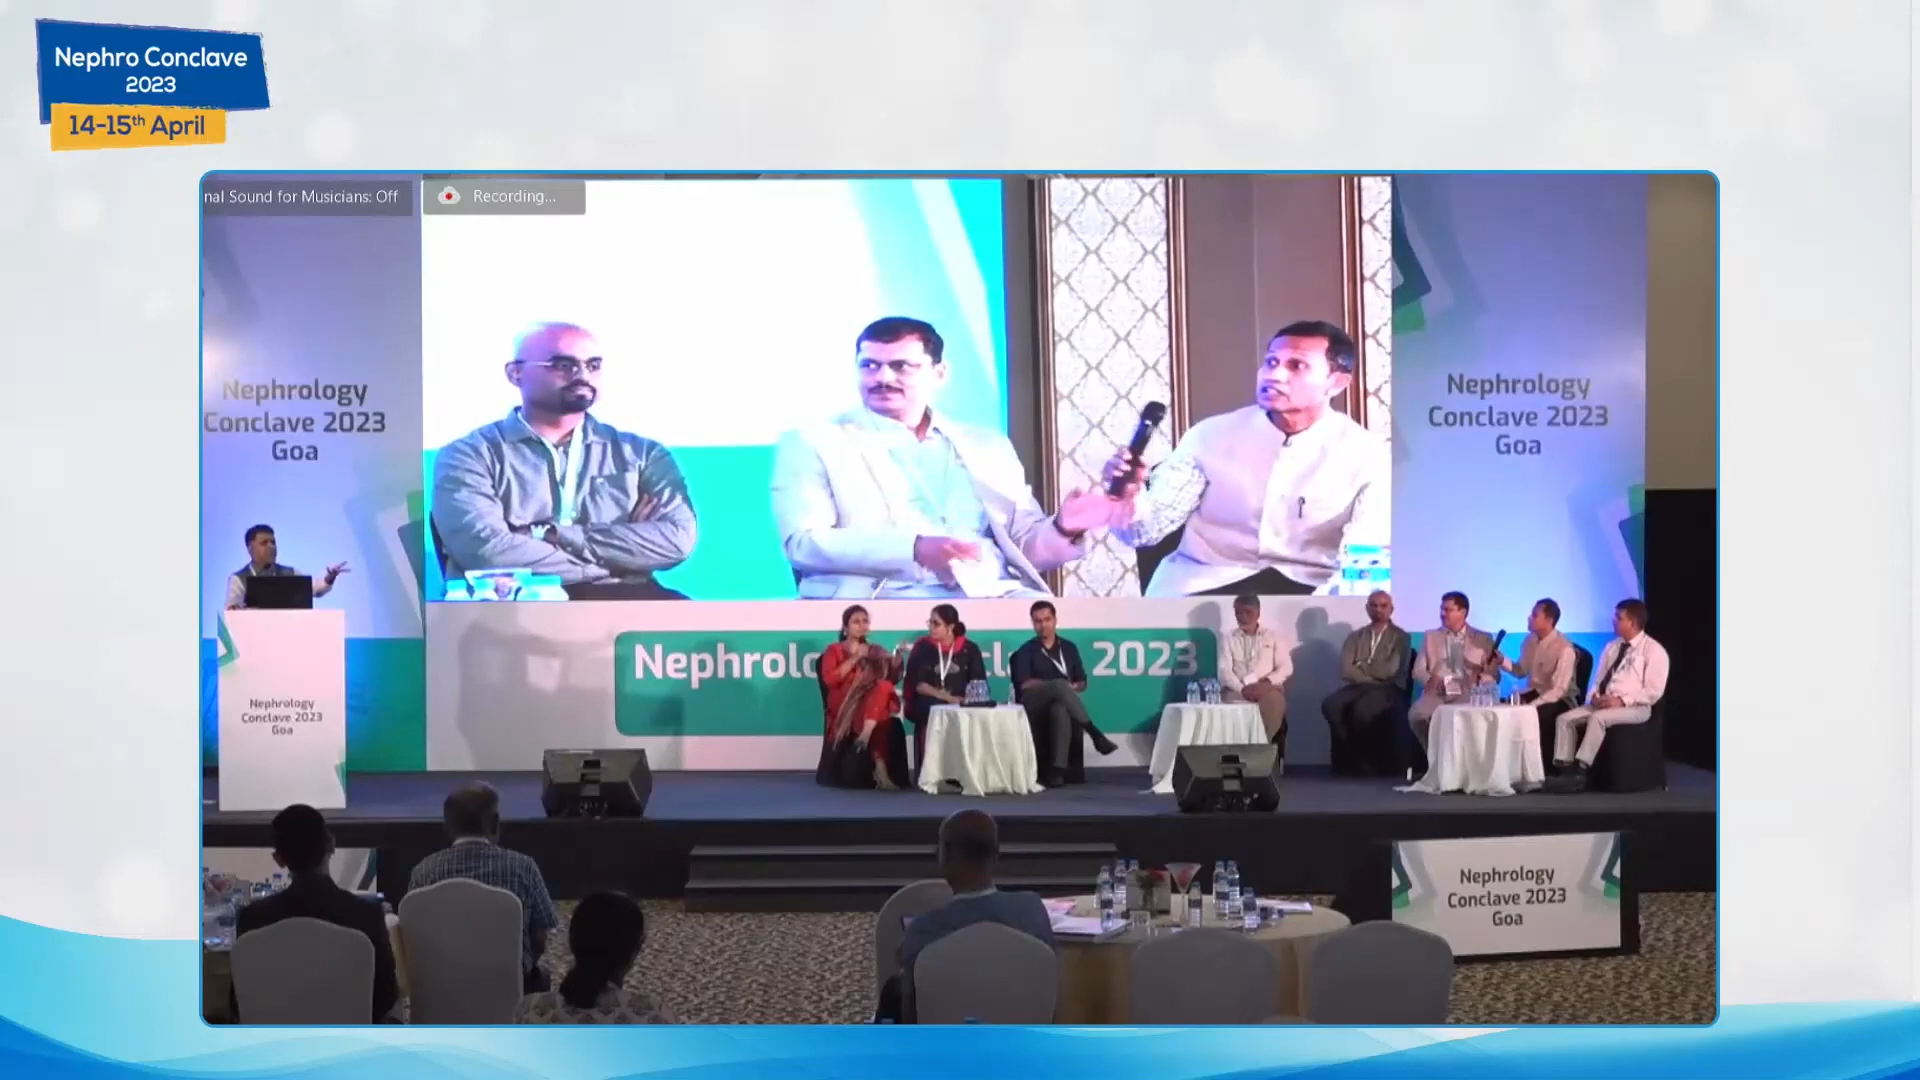 Nephro Conclave
2023
14-15th April
nal Sound for Musicians: Off
Recording...
Nephrology
Conclave 2023
Goa
Nephrology
Conclave 2023
Goa
Nephrolo
2023
Nephrology
Conclave 2023
Goa
Nephrology
Conclave 2023
Goa